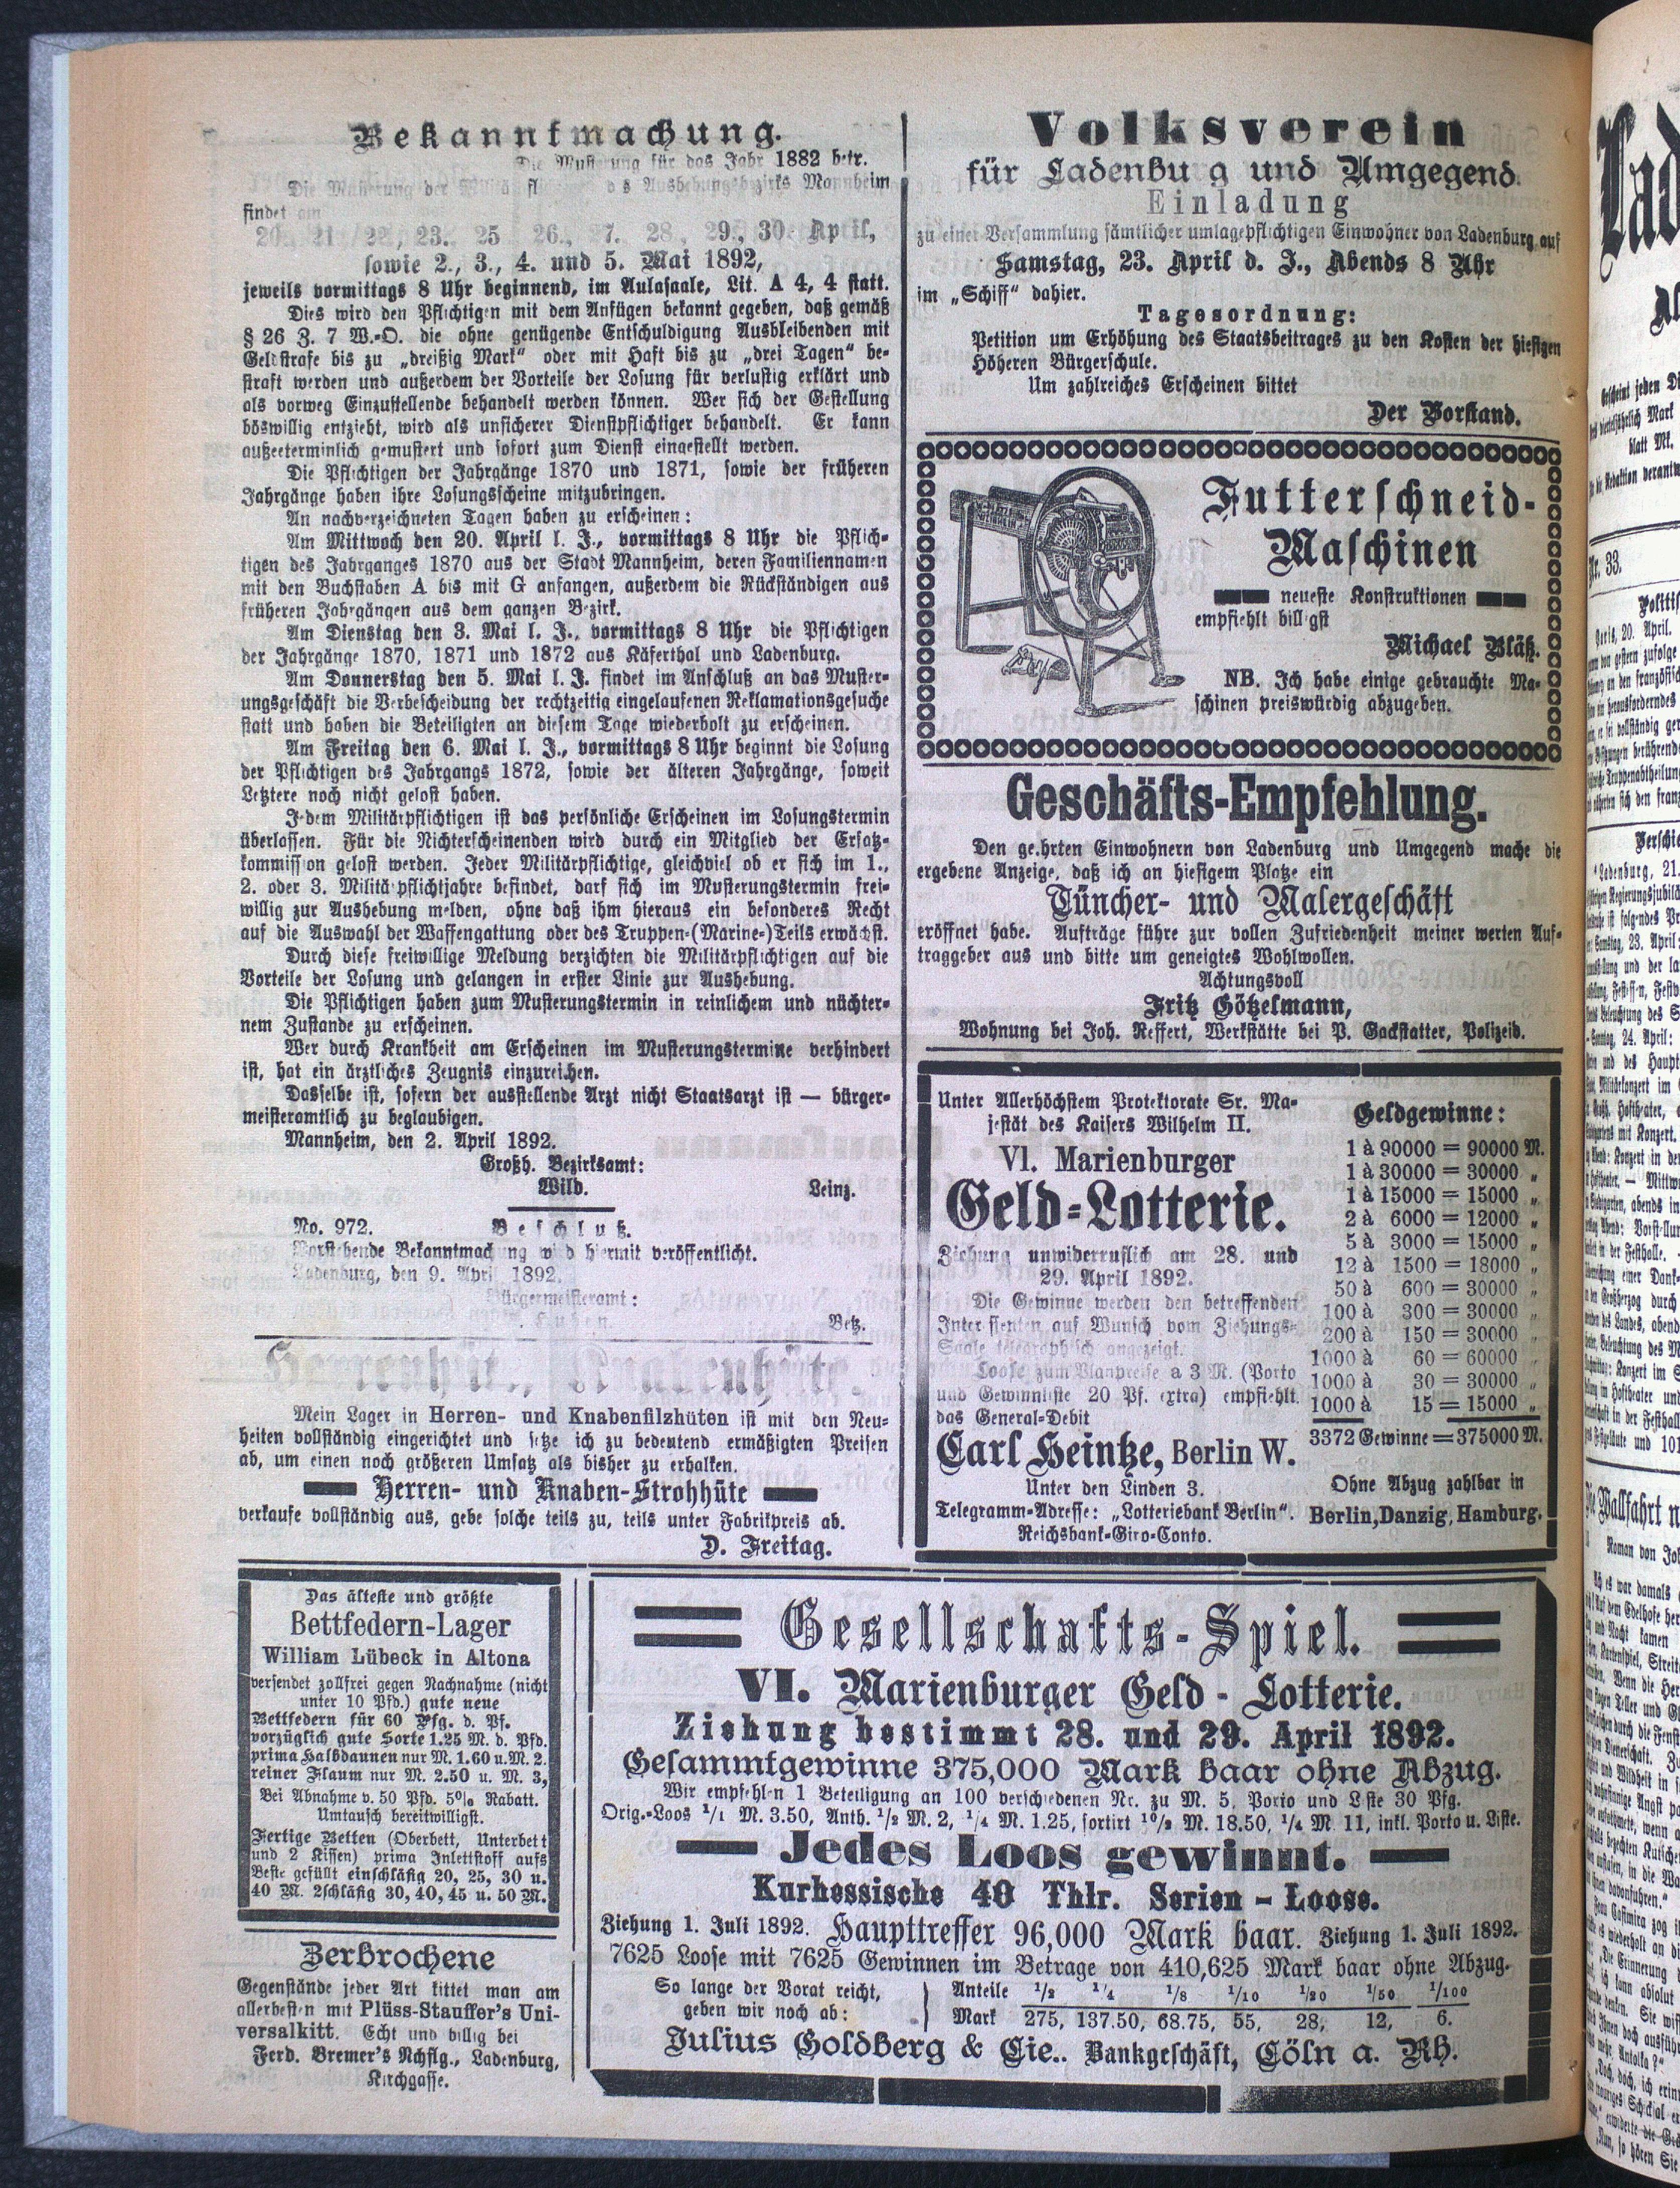 Bekanntmachung.
Die Musterung für das Jahr 1882 betr.
Die Musterung der des Aushebungsbezirks Mannheim
findet am
20., 21., 22., 23., 25., 26., 27., 28., 29., 30. April,
sowie 2., 3., 4. und 5. Mai 1892,
jeweils vormittags 8 Uhr beginnend, im Aulasaale, Lit. A 4, 4 statt.
Dies wird den Pflichtigen mit dem Anfügen bekannt gegeben, daß gemäß
§ 26 Z. 7 W.-O. die ohne genügende Entschuldigung Ausbleibenden mit
Geldstrafe bis zu „dreißig Mark“ oder mit Haft bis zu „drei Tagen“ be-
straft werden und außerdem der Vorteile der Losung für verlustig erklärt und
als vorweg Einzustellende behandelt werden können. Wer sich der Gestellung
böswillig entzieht, wird als unsicherer Dienstpflichtiger behandelt. Er kann
außerterminlich gemustert und sofort zum Dienst eingestellt werden.
Die Pflichtigen der Jahrgänge 1870 und 1871, sowie der früheren
Jahrgänge haben ihre Losungsscheine mitzubringen.
An nachverzeichneten Tagen haben zu erscheinen:
Am Mittwoch den 20. April l. J., vormittags 8 Uhr die Pflich-
tigen des Jahrganges 1870 aus der Stadt Mannheim, deren Familiennamen
mit den Buchstaben A bis mit G anfangen, außerdem die Rückständigen aus
früheren Jahrgängen aus dem ganzen Bezirk.
Am Dienstag den 3. Mai l. J., vormittags 8 Uhr die Pflichtigen
der Jahrgänge 1870, 1871 und 1872 aus Käferthal und Ladenburg.
Am Donnerstag den 5. Mai l. J. findet im Anschluß an das Muster-
ungsgeschäft die Verbescheidung der rechtzeitig eingelaufenen Reklamationsgesuche
statt und haben die Beteiligten an diesem Tage wiederholt zu erscheinen.
Am Freitag den 6. Mai l. J., vormittags 8 Uhr beginnt die Losung
der Pflichtigen des Jahrgangs 1872, sowie der älteren Jahrgänge, soweit
Letztere noch nicht gelost haben.
Jedem Militärpflichtigen ist das persönliche Erscheinen im Losungstermin
überlassen. Für die Nichterscheinenden wird durch ein Mitglied der Ersatz-
kommission gelost werden. Jeder Militärpflichtige, gleichviel ob er sich im 1.,
2. oder 3. Militärpflichtjahre befindet, darf sich im Musterungstermin frei-
willig zur Aushebung melden, ohne daß ihm hieraus ein besonderes Recht
auf die Auswahl der Waffengattung oder des Truppen-(Marine-)Teils erwächst.
Durch diese freiwillige Meldung verzichten die Militärpflichtigen auf die
Vorteile der Losung und gelangen in erster Linie zur Aushebung.
Die Pflichtigen haben zum Musterungstermin in reinlichem und nüchter-
nem Zustande zu erscheinen.
Wer durch Krankheit am Erscheinen im Musterungstermine verhindert
ist, hat ein ärztliches Zeugnis einzureichen.
Dasselbe ist, sofern der ausstellende Arzt nicht Staatsarzt ist — bürger-
meisteramtlich zu beglaubigen.
Mannheim, den 2. April 1892.
Großh. Bezirksamt:
Wild. Leinz.
No. 972. Beschluß.
Vorstehende Bekanntmachung wird hiermit veröffentlicht.
Ladenburg, den 9. April 1892.
Bürgermeisteramt:
Betz.
Herrenhüte, Knabenhüte.
Mein Lager in Herren- und Knabenfilzhüten ist mit den Neu-
heiten vollständig eingerichtet und setze ich zu bedeutend ermäßigten Preisen
ab, um einen noch größeren Umsatz als bisher zu erhalten.
Herren- und Knaben-Strohhüte
verkaufe vollständig aus, gebe solche teils zu, teils unter Fabrikpreis ab.
D. Freitag.
Volksverein
für Ladenburg und Umgegend.
Einladung
zu einer Versammlung sämtlicher umlagepflichtigen Einwohner von Ladenburg auf
Samstag, 23. April d. J., Abends 8 Uhr
im „Schiff“ dahier.
Tagesordnung:
Petition um Erhöhung des Staatsbeitrages zu den Kosten der hiesigen
Höheren Bürgerschule.
Um zahlreiches Erscheinen bittet
Der Vorstand.
Futterschneid-
Maschinen
neueste Konstruktionen
empfiehlt billigst
Michael Bläß.
NB. Ich habe einige gebrauchte Ma-
schinen preiswürdig abzugeben.
Geschäfts-Empfehlung.
Den geehrten Einwohnern von Ladenburg und Umgegend mache die
ergebene Anzeige, daß ich an hiesigem Platze ein
Tüncher- und Malergeschäft
eröffnet habe. Aufträge führe zur vollen Zufriedenheit meiner werten Auf-
traggeber aus und bitte um geneigtes Wohlwollen.
Achtungsvoll
Fritz Götzelmann,
Wohnung bei Joh. Reffert, Werkstätte bei P. Gackstatter, Polizeid.
Unter Allerhöchstem Protektorate Sr. Ma-
jestät des Kaisers Wilhelm II.
VI. Marienburger
Geld-Lotterie.
Ziehung unwiderruflich am 28. und
29. April 1892.
Die Gewinne werden den betreffenden
Interessenten auf Wunsch vom Ziehungs-
Saale telegraphisch angezeigt.
Loose zum Planpreise a 3 M. (Porto
und Gewinnliste 20 Pf. extra) empfiehlt
das General-Debit
Carl Heintze, Berlin W.
Unter den Linden 3.
Telegramm-Adresse: „Lotteriebank Berlin“.
Reichsbank-Giro-Conto.
Geldgewinne:
1 à 90000 = 90000 M.
1 à 30000 = 30000 „
1 à 15000 = 15000 „
2 à 6000 = 12000 „
5 à 3000 = 15000 „
12 à 1500 = 18000 „
50 à 600 = 30000 „
100 à 300 = 30000 „
200 à 150 = 30000 „
1000 à 60 = 60000 „
1000 à 30 = 30000 „
1000 à 15 = 15000 „
3372 Gewinne = 375000 M.
Ohne Abzug zahlbar in
Berlin, Danzig, Hamburg.
Das älteste und größte
Bettfedern-Lager
William Lübeck in Altona
versendet zollfrei gegen Nachnahme (nicht
unter 10 Pfd.) gute neue
Bettfedern für 60 Pfg. d. Pf.
vorzüglich gute Sorte 1.25 M. d. Pfd.
prima Halbdaunen nur M. 1.60 u. M. 2.
reiner Flaum nur M. 2.50 u. M. 3,
Bei Abnahme v. 50 Pfd. 5% Rabatt.
Umtausch bereitwilligst.
Fertige Betten (Oberbett, Unterbett
und 2 Kissen) prima Inlettstoff aufs
Beste gefüllt einschläfig 20, 25, 30 u.
40 M. 2schläfig 30, 40, 45 u. 50 M.
Zerbrochene
Gegenstände jeder Art kittet man am
allerbesten mit Plüss-Stauffer's Uni-
versalkitt. Echt und billig bei
Ferd. Bremer's Nchflg., Ladenburg,
Kirchgasse.
Gesellschafts-Spiel.
VI. Marienburger Geld-Lotterie.
Ziehung bestimmt 28. und 29. April 1892.
Gesammtgewinne 375,000 Mark baar ohne Abzug.
Wir empfehlen 1 Beteiligung an 100 verschiedenen Nr. zu M. 5, Porto und Liste 30 Pfg.
Orig.-Loos 1/1 M. 3.50, Anth. 1/2 M. 2, 1/4 M. 1.25, sortirt 10/2 M. 18.50, 1/4 M. 11, inkl. Porto u. Liste.
Jedes Loos gewinnt.
Kurhessische 40 Thlr. Serien-Loose.
Ziehung 1. Juli 1892. Haupttreffer 96,000 Mark baar. Ziehung 1. Juli 1892.
7625 Loose mit 7625 Gewinnen im Betrage von 410,625 Mark baar ohne Abzug.
So lange der Vorat reicht,
geben wir noch ab:
Anteile 1/2 1/4 1/8 1/10 1/20 1/50 1/100
Mark 275, 137.50, 68.75, 55, 28, 12, 6.
Julius Goldberg & Cie., Bankgeschäft, Cöln a. Rh.